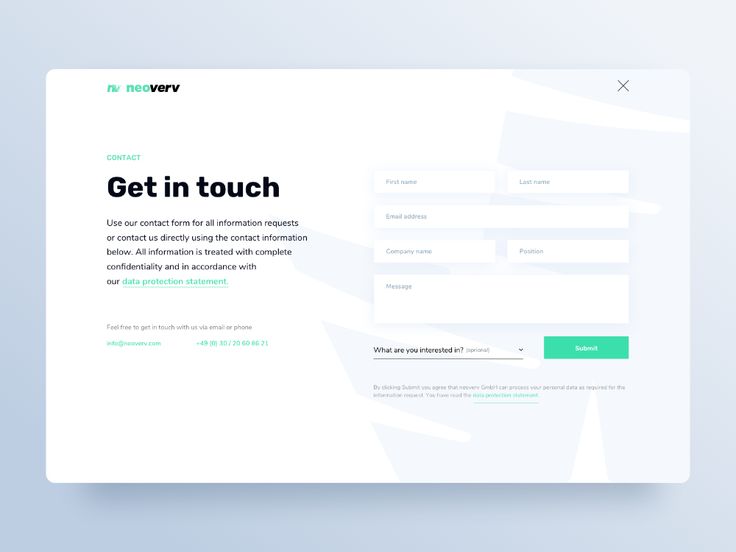 nv neoverv
CONTACT
Get in touch
Use our contact form for all information requests
or contact us directly using the contact information
below. All information is treated with complete
confidentiality and in accordance with
our data protection statement.
Feel free to get in touch with us via email or phone
info@neoverv.com +49 (0) 30 / 20 60 86 21
First name Last name
Email address
Company name Position
Message
What are you interested in? (optional)
Submit
By clicking Submit you agree that neoverv GmbH can process your personal data as required for the
information request. You have read the data protection statement.